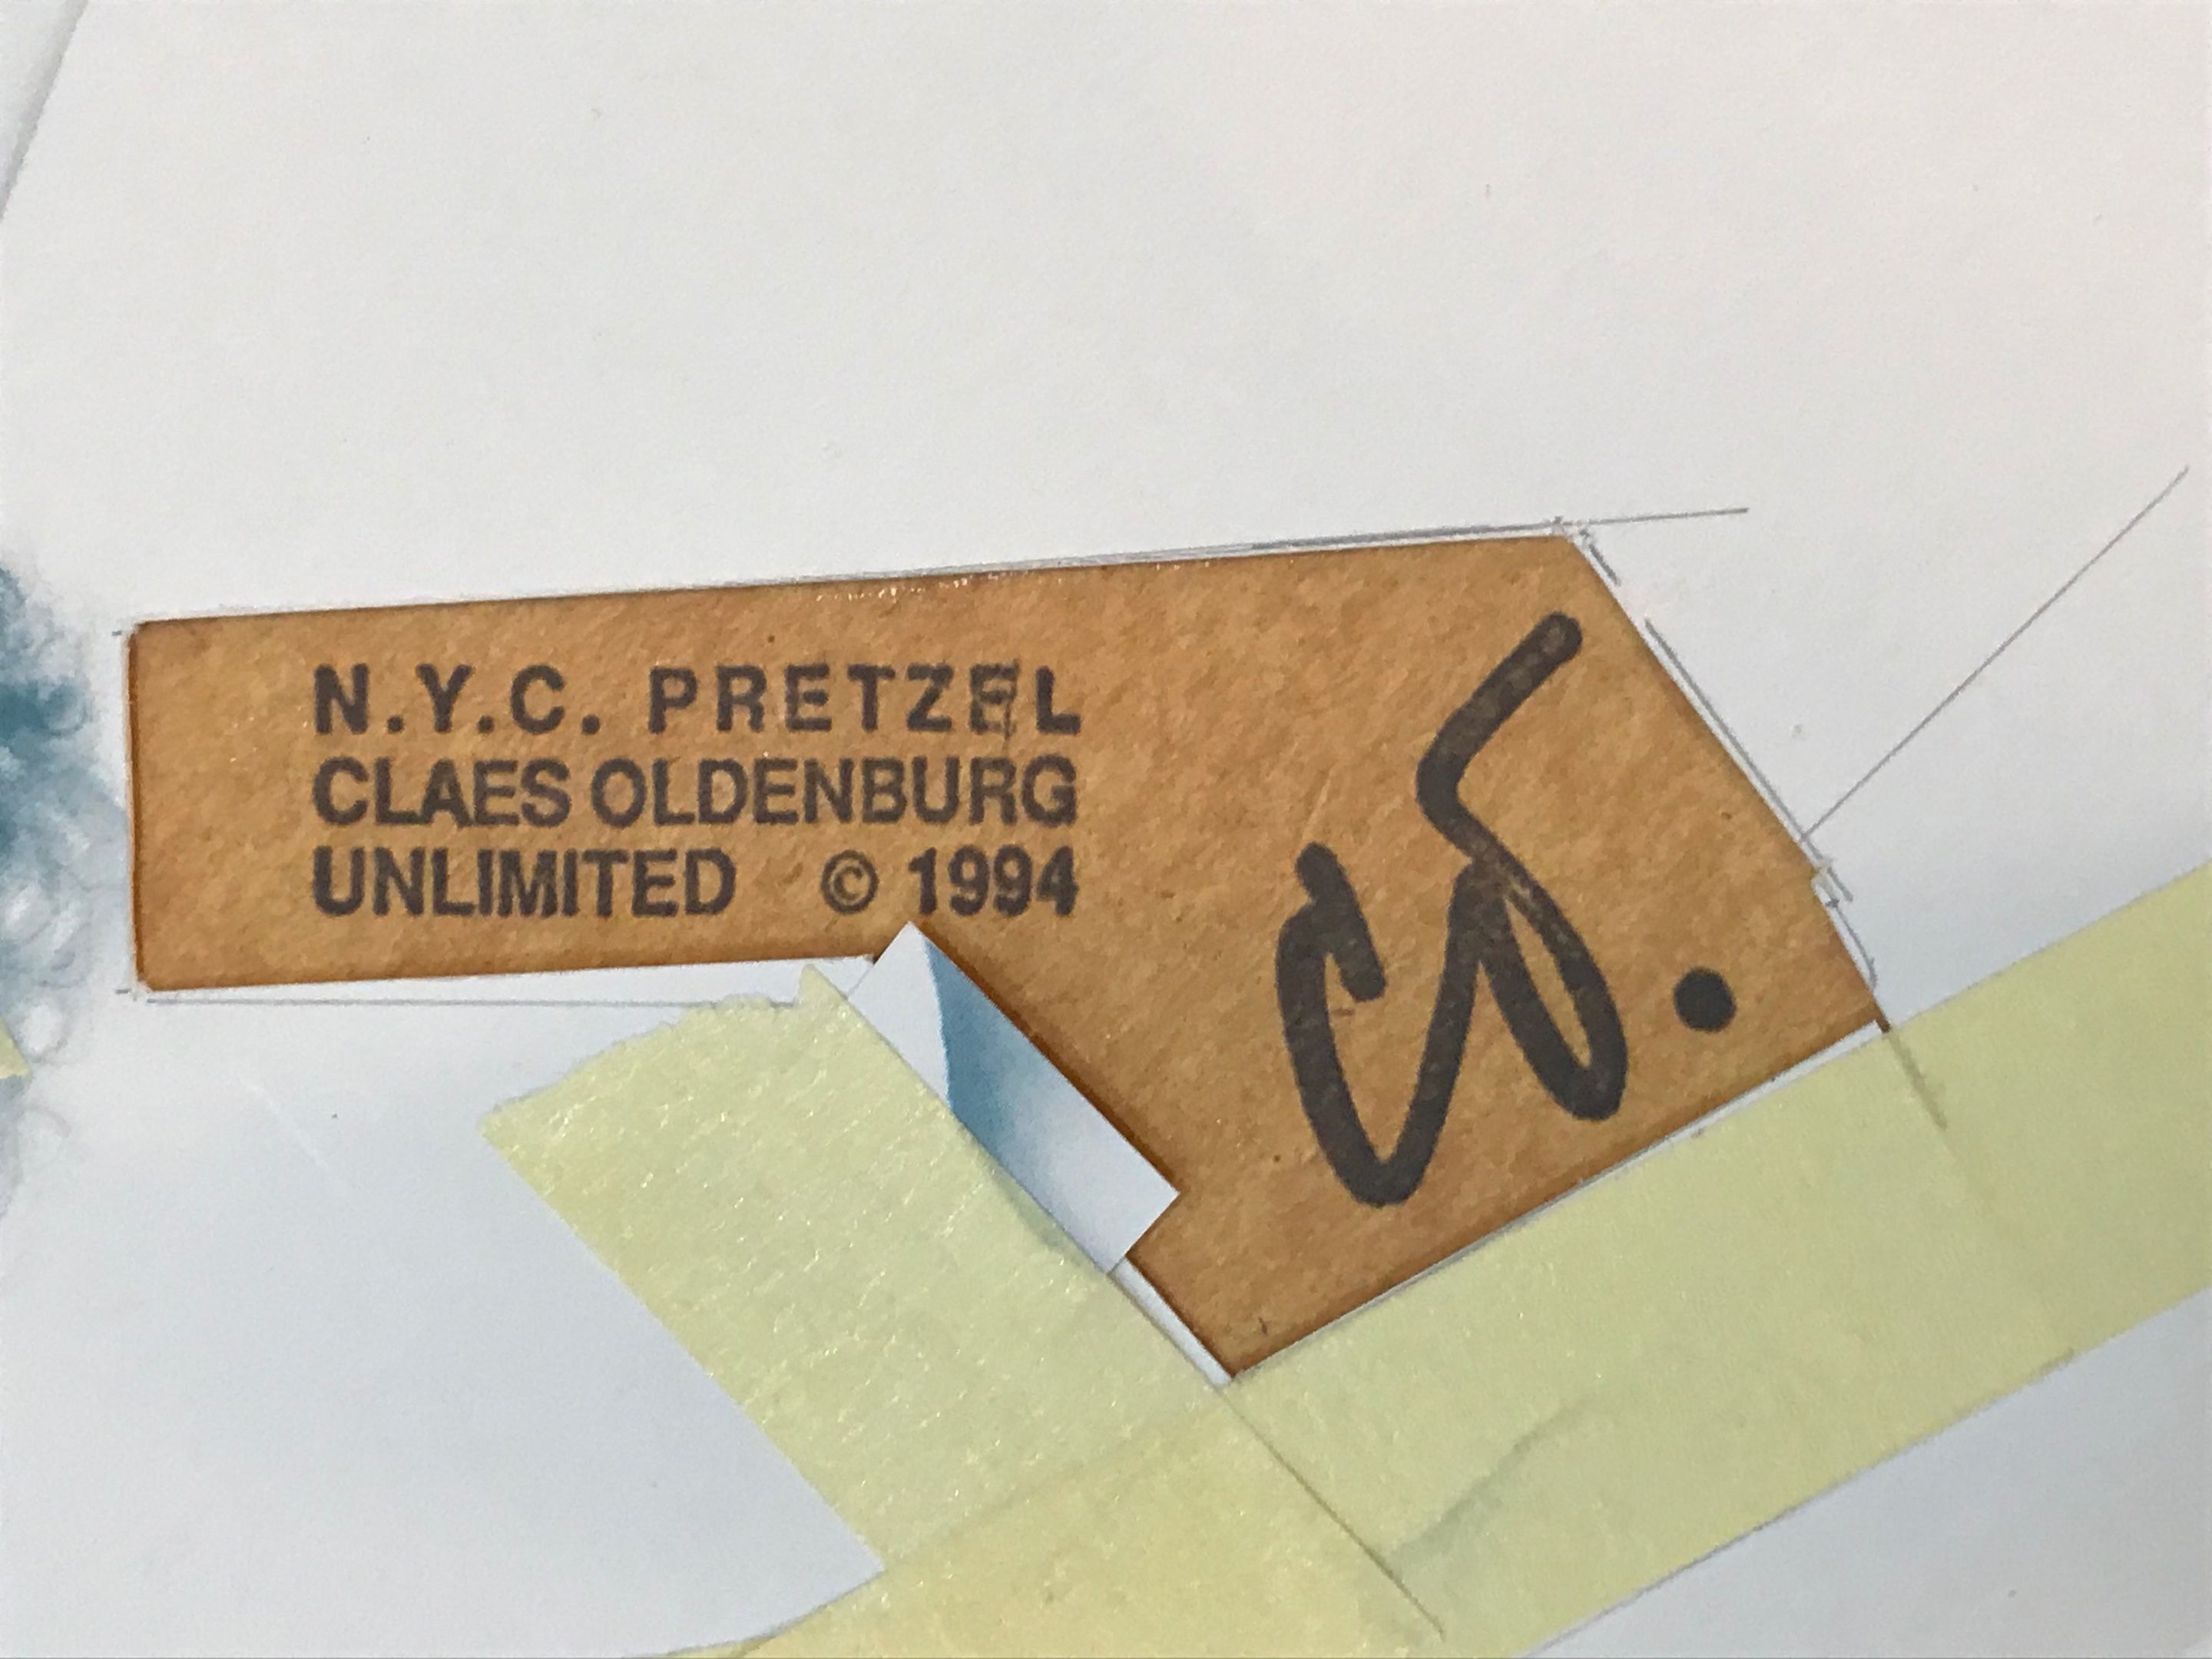 N.Y.C. PRETZEL
CLAES OLDENBURG
UNLIMITED © 1994
CO.